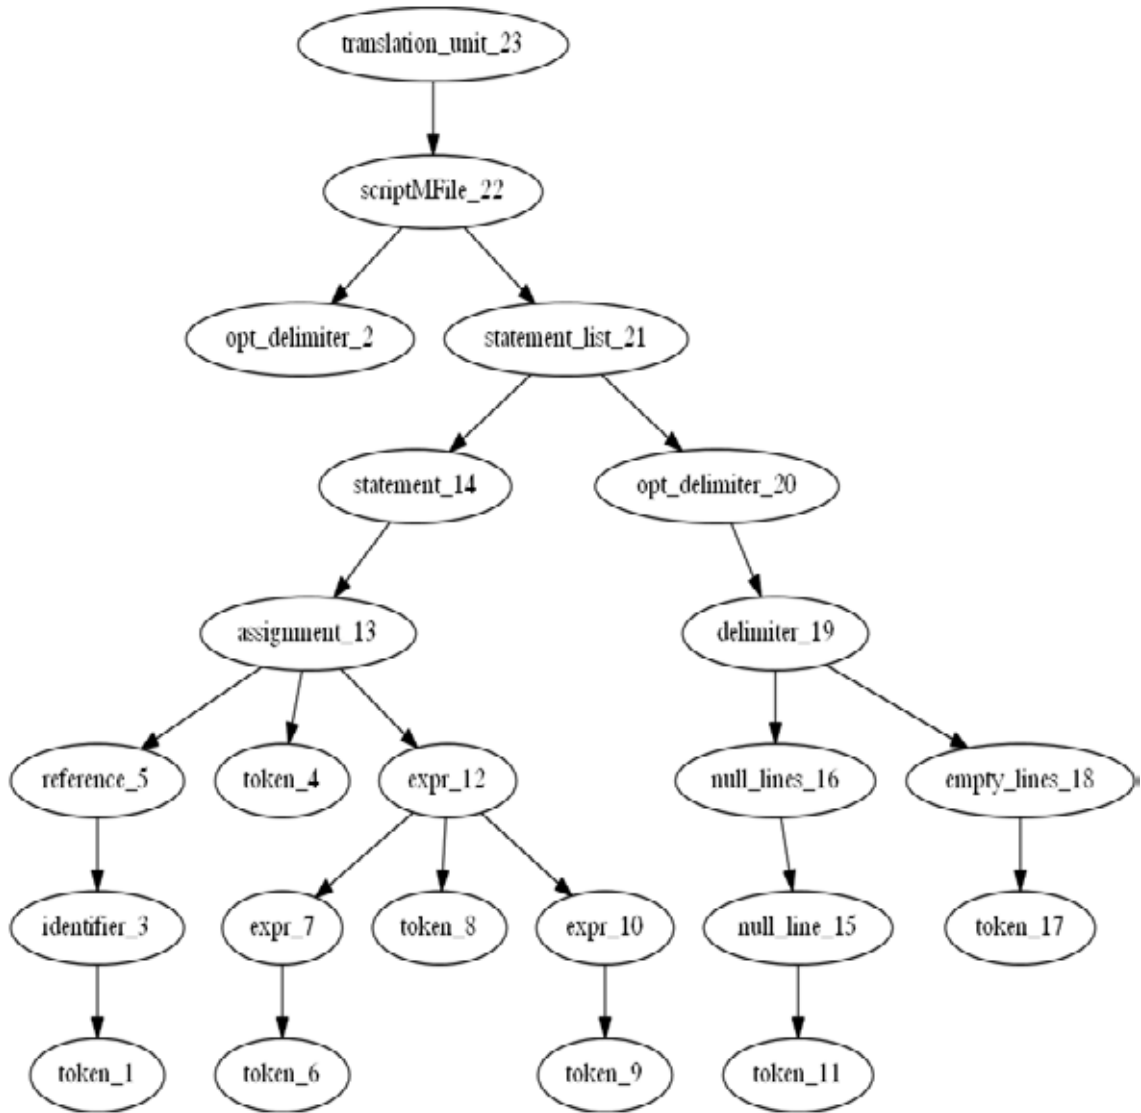 translation_unit_23
scriptMFile_22
opt_delimiter_2
statement_list_21
statement_14
opt_delimiter_20
assignment_13
delimiter_19
reference_5
token_4
expr_12
null_lines_16
empty_lines_18
identifier_3
expr_7
token_8
expr_10
null_line_15
token_17
token_1
token_6
token_9
token_11